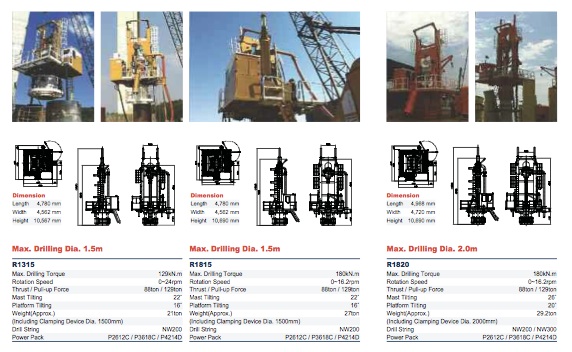 Dimension
Length 4,780 mm
Width 4,562 mm
Height 10,567 mm
Max. Drilling Dia. 1.5m
R1315
Max. Drilling Torque 129kN.m
Rotation Speed 0~24rpm
Thrust / Pull-up Force 88ton / 129ton
Mast Tilting 22°
Platform Tilting 16°
Weight(Approx.) 21ton
(Including Clamping Device Dia. 1500mm)
Drill String NW200
Power Pack P2612C / P3618C / P4214D
Dimension
Length 4,780 mm
Width 4,562 mm
Height 10,690 mm
Max. Drilling Dia. 1.5m
R1815
Max. Drilling Torque 180kN.m
Rotation Speed 0~16.2rpm
Thrust / Pull-up Force 88ton / 129ton
Mast Tilting 22°
Platform Tilting 16°
Weight(Approx.) 27ton
(Including Clamping Device Dia. 1500mm)
Drill String NW200
Power Pack P2612C / P3618C / P4214D
Dimension
Length 4,968 mm
Width 4,720 mm
Height 10,690 mm
Max. Drilling Dia. 2.0m
R1820
Max. Drilling Torque 180kN.m
Rotation Speed 0~16.2rpm
Thrust / Pull-up Force 88ton / 129ton
Mast Tilting 26°
Platform Tilting 20°
Weight(Approx.) 29.2ton
(Including Clamping Device Dia. 2000mm)
Drill String NW200 / NW300
Power Pack P2612C / P3618C / P4214D